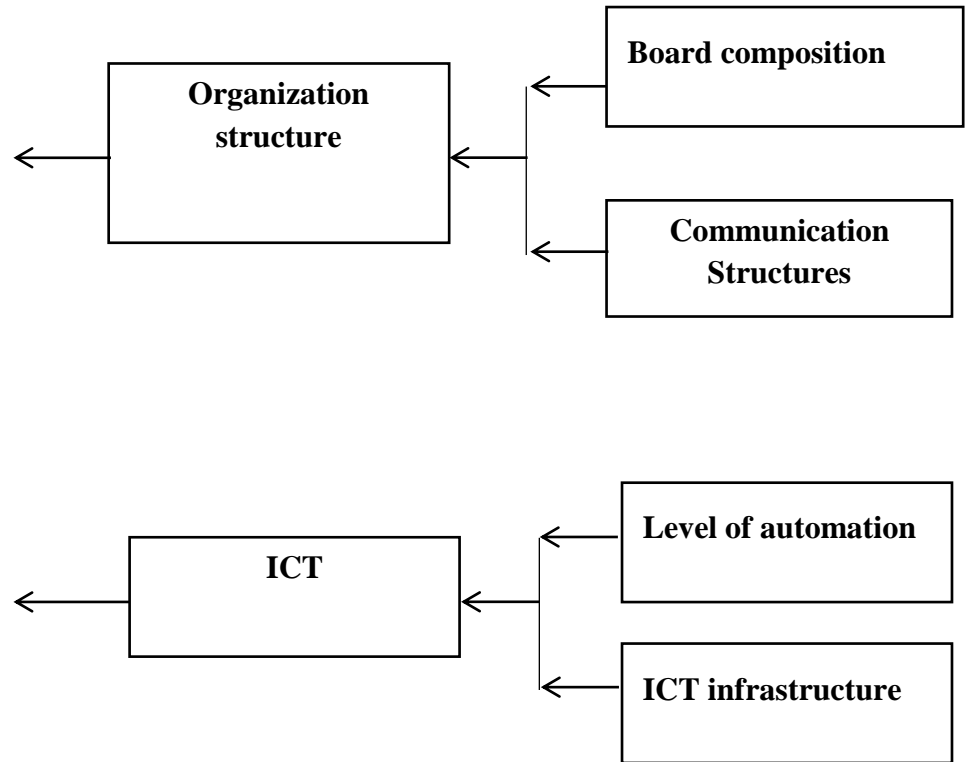 Board composition
Organization
structure
Communication
Structures
Level of automation
ICT
ICT infrastructure